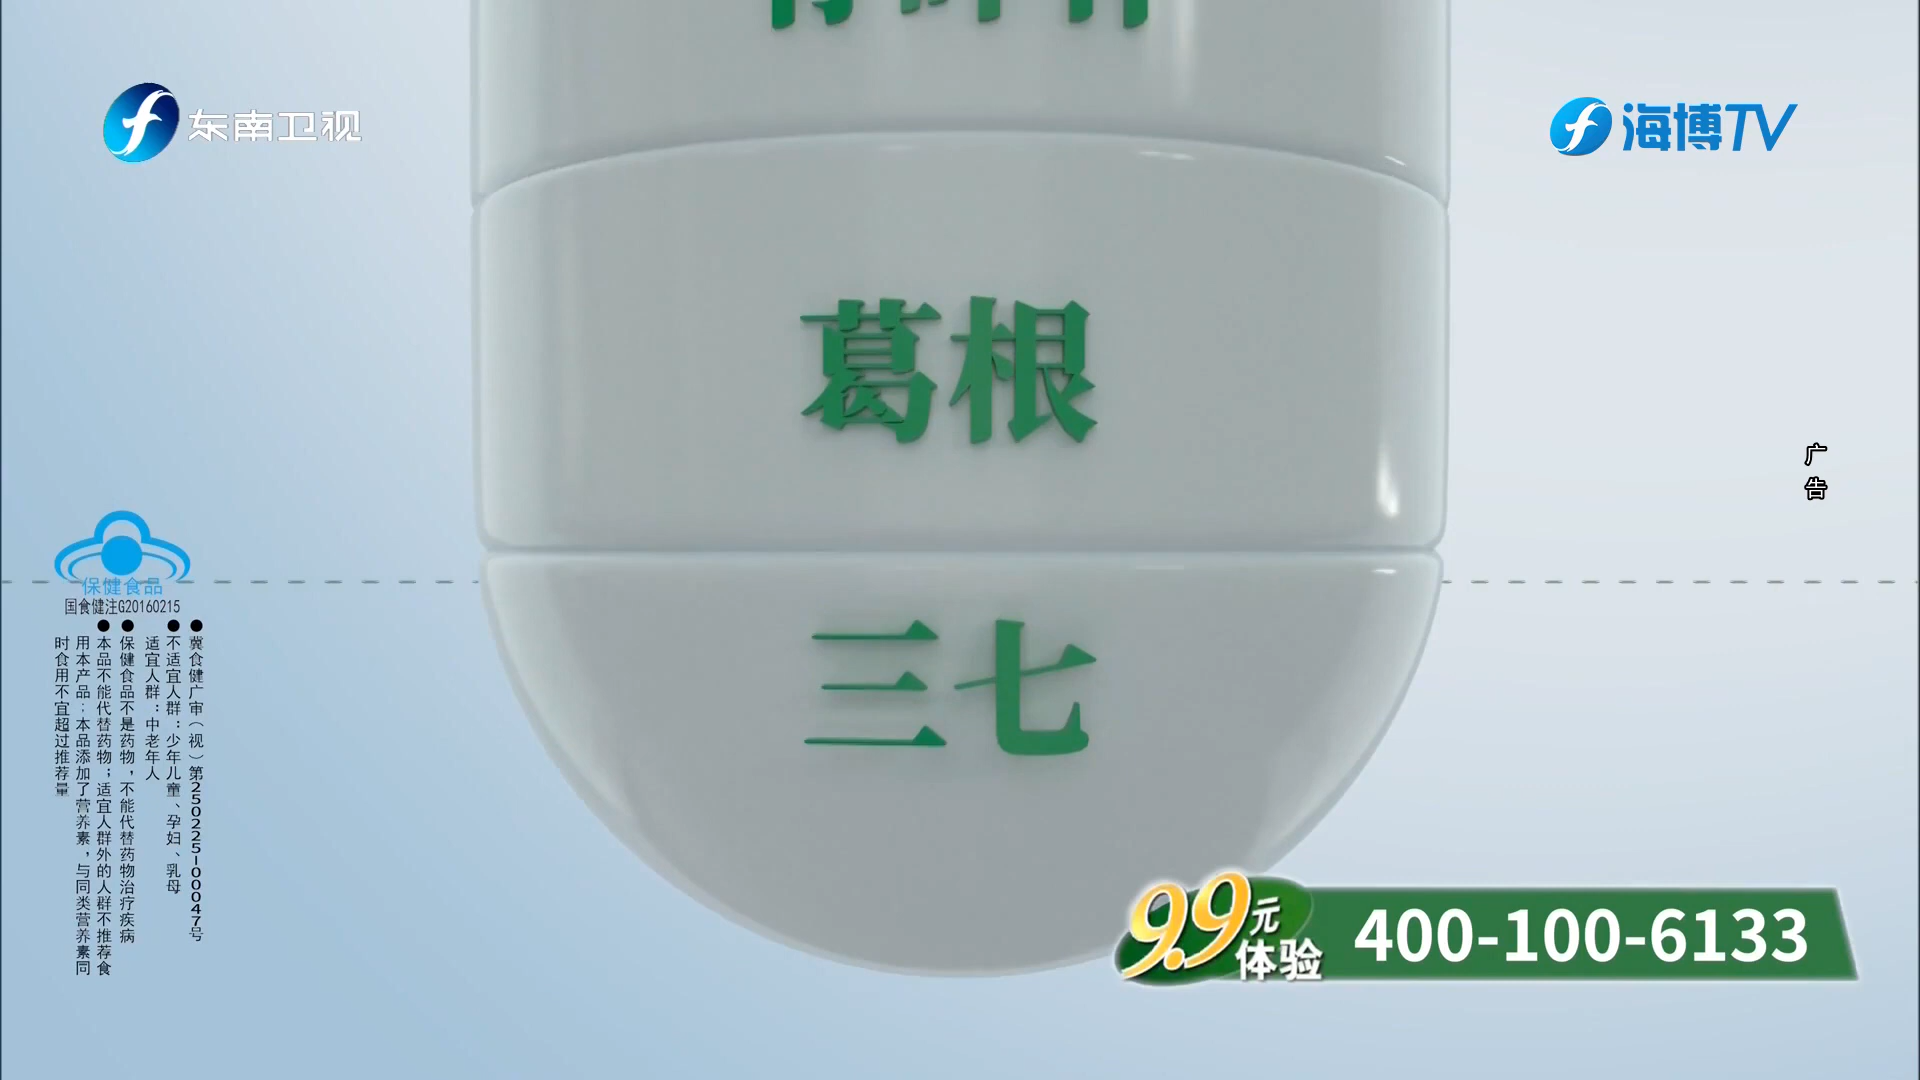 东南卫视
海博TV
葛根
广告
保健食品
国食健注G20160215
三七
●冀食健广审（视）第250225-00047号
●不适宜人群：少年儿童、孕妇、乳母
适宜人群：中老年人
●保健食品不是药物，不能代替药物治疗疾病
●本品不能代替药物；适宜人群外的人群不推荐食
用本产品；本品添加了营养素，与同类营养素同
时食用不宜超过推荐量
9.9元体验
400-100-6133